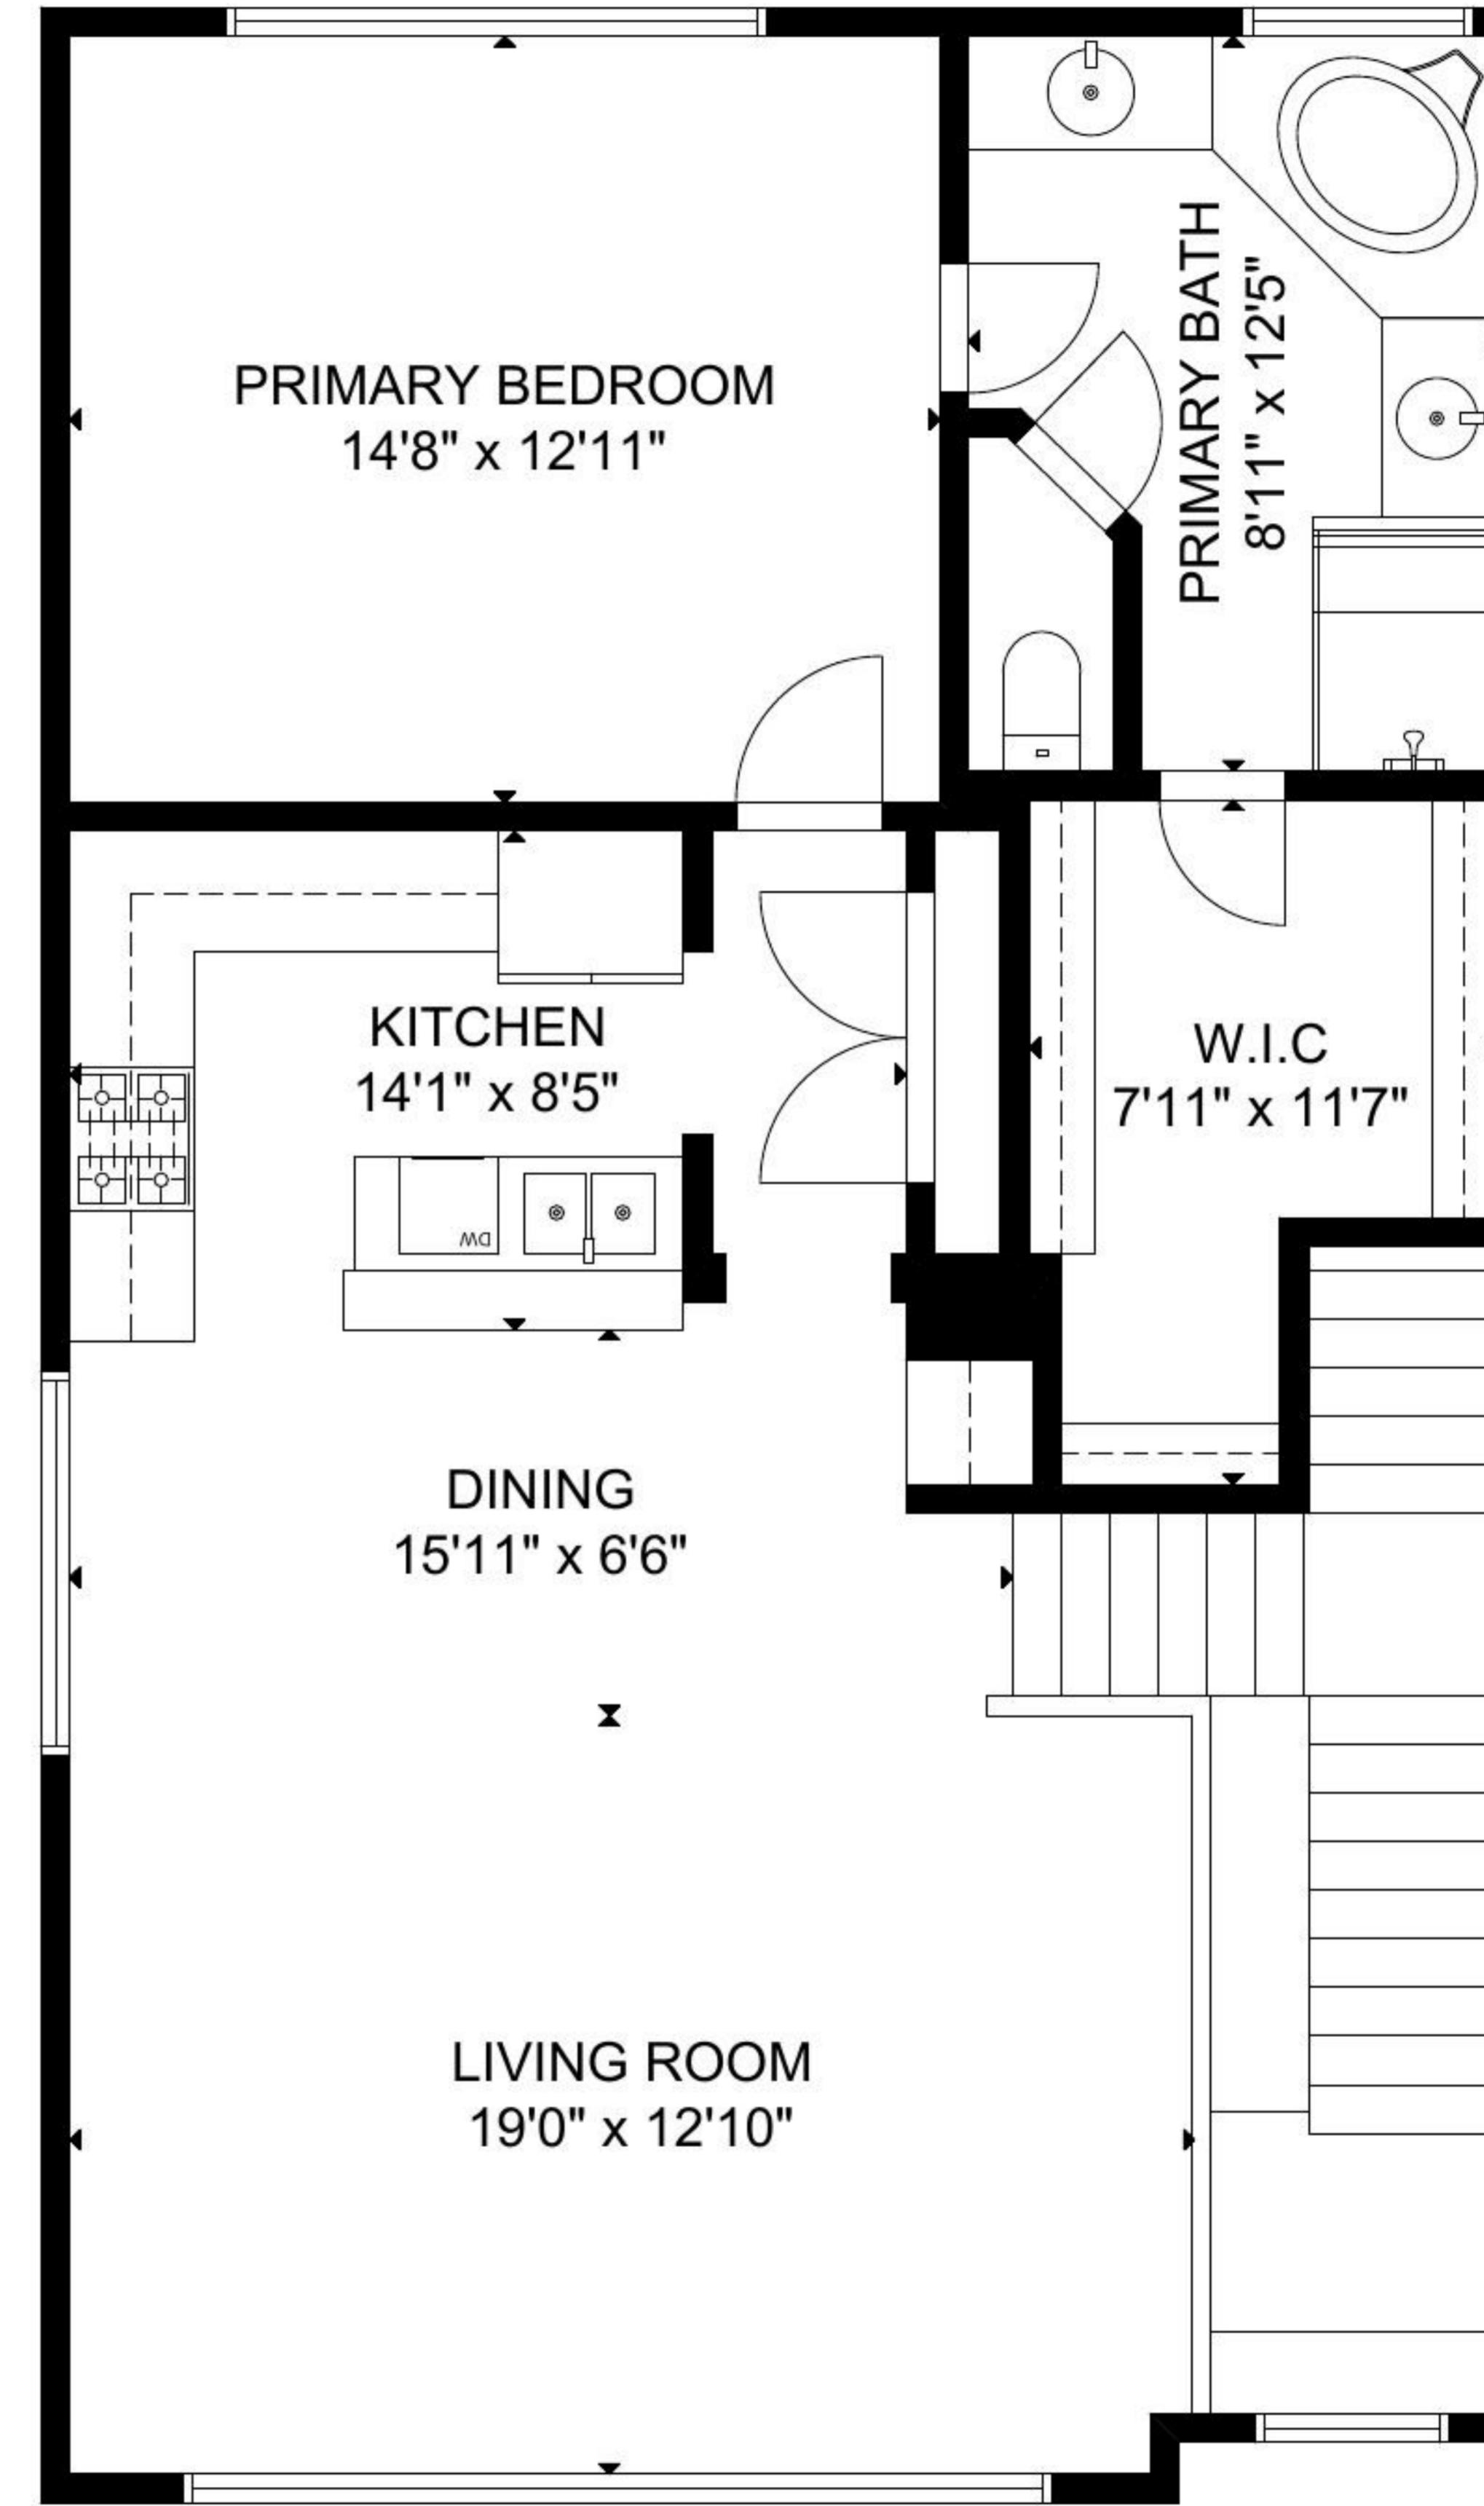 PRIMARY BEDROOM
14'8" x 12'11"
PRIMARY BATH
8'11" x 12'5"
KITCHEN
14'1" x 8'5"
W.I.C
7'11" x 11'7"
DW
DINING
15'11" x 6'6"
LIVING ROOM
19'0" x 12'10"